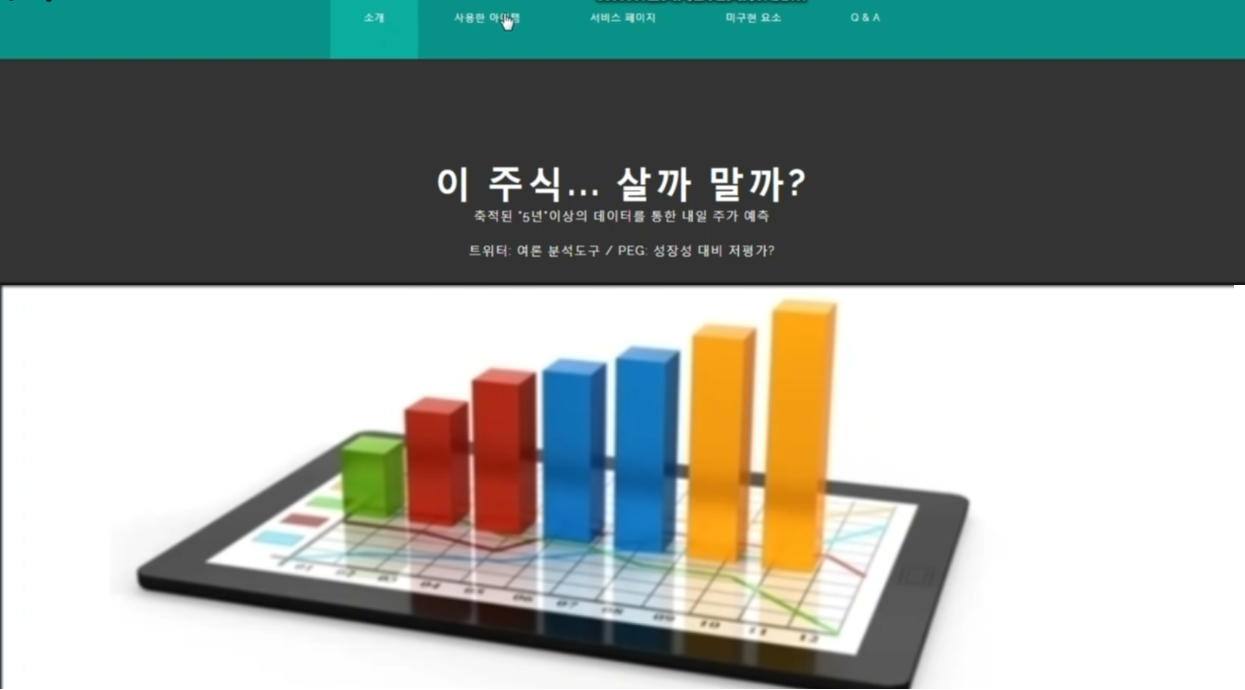 소개 사용한 아이템 서비스 페이지 미구현 요소 Q & A
이 주식... 살까 말까?
축적된 "5년"이상의 데이터를 통한 내일 주가 예측
트위터: 여론 분석도구 / PEG: 성장성 대비 저평가?
01 02 03 04 05 06 07 08 09 10 11 12